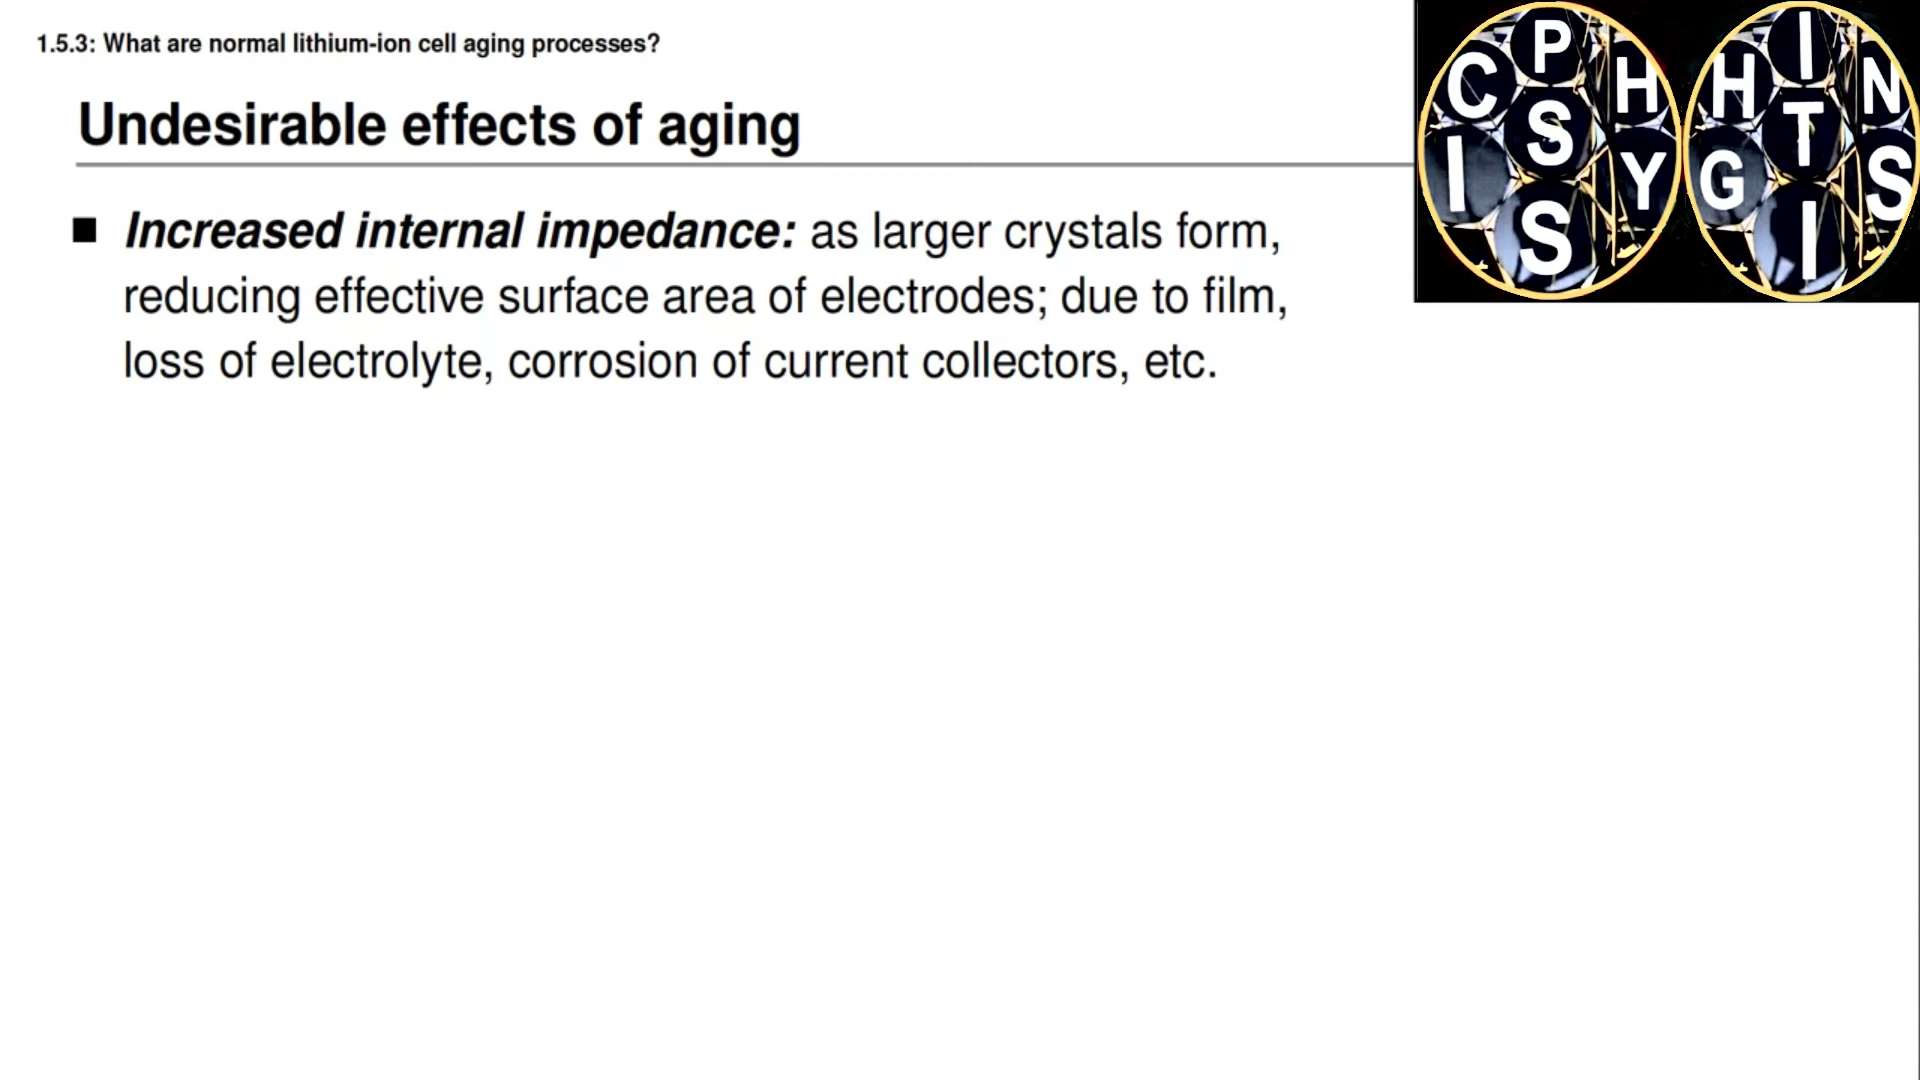 1.5.3: What are normal lithium-ion cell aging processes?
Undesirable effects of aging
■ Increased internal impedance: as larger crystals form,
reducing effective surface area of electrodes; due to film,
loss of electrolyte, corrosion of current collectors, etc.
P
C H
S
I Y
S
I
H N
T
G S
I